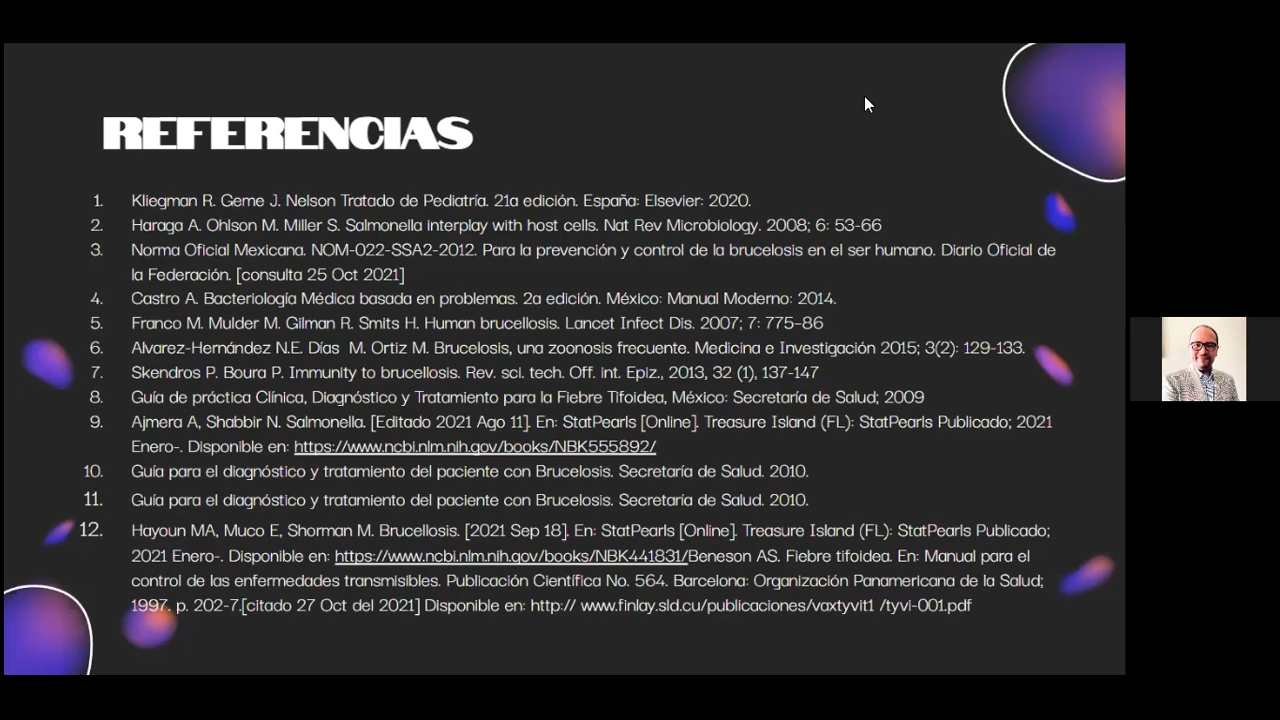 REFERENCIAS
1. Kliegman R. Geme J. Nelson Tratado de Pediatría. 21a edición. España: Elsevier: 2020.
2. Haraga A. Ohlson M. Miller S. Salmonella interplay with host cells. Nat Rev Microbiology. 2008; 6: 53-66
3. Norma Oficial Mexicana. NOM-022-SSA2-2012. Para la prevención y control de la brucelosis en el ser humano. Diario Oficial de
la Federación. [consulta 25 Oct 2021]
4. Castro A. Bacteriología Médica basada en problemas. 2a edición. México: Manual Moderno: 2014.
5. Franco M. Mulder M. Gilman R. Smits H. Human brucellosis. Lancet Infect Dis. 2007; 7: 775–86
6. Alvarez-Hernández N.E. Días M. Ortiz M. Brucelosis, una zoonosis frecuente. Medicina e Investigación 2015; 3(2): 129-133.
7. Skendros P. Boura P. Immunity to brucellosis. Rev. sci. tech. Off. int. Epiz., 2013, 32 (1), 137-147
8. Guía de práctica Clínica, Diagnóstico y Tratamiento para la Fiebre Tifoidea, México: Secretaría de Salud; 2009
9. Ajmera A, Shabbir N. Salmonella. [Editado 2021 Ago 11]. En: StatPearls [Online]. Treasure Island (FL): StatPearls Publicado; 2021
Enero-. Disponible en: https://www.ncbi.nlm.nih.gov/books/NBK555892/
10. Guía para el diagnóstico y tratamiento del paciente con Brucelosis. Secretaría de Salud. 2010.
11. Guía para el diagnóstico y tratamiento del paciente con Brucelosis. Secretaría de Salud. 2010.
12. Hayoun MA, Muco E, Shorman M. Brucellosis. [2021 Sep 18]. En: StatPearls [Online]. Treasure Island (FL): StatPearls Publicado;
2021 Enero-. Disponible en: https://www.ncbi.nlm.nih.gov/books/NBK441831/Beneson AS. Fiebre tifoidea. En: Manual para el
control de las enfermedades transmisibles. Publicación Científica No. 564. Barcelona: Organización Panamericana de la Salud;
1997. p. 202-7.[citado 27 Oct del 2021] Disponible en: http:// www.finlay.sld.cu/publicaciones/vaxtyvit1 /tyvi-001.pdf